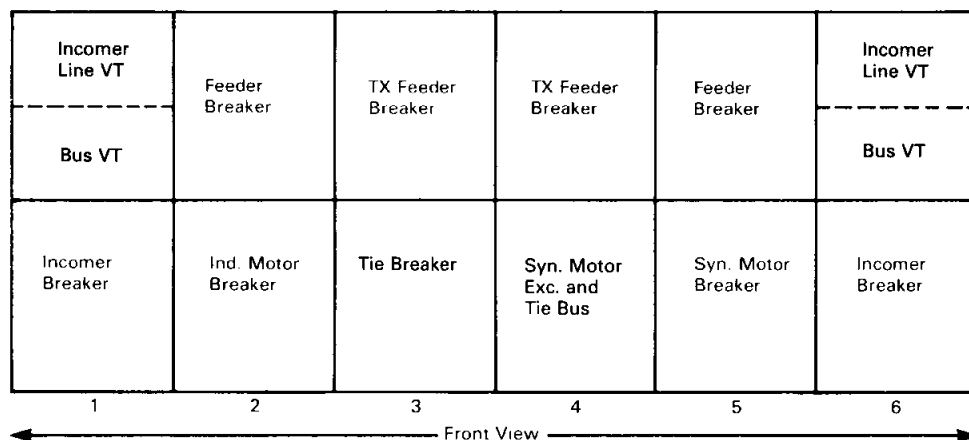 Incomer
Line VT
Bus VT
Feeder
Breaker
TX Feeder
Breaker
TX Feeder
Breaker
Feeder
Breaker
Incomer
Line VT
Bus VT
Incomer
Breaker
Ind. Motor
Breaker
Tie Breaker
Syn. Motor
Exc. and
Tie Bus
Syn. Motor
Breaker
Incomer
Breaker
1 2 3 4 5 6
Front View